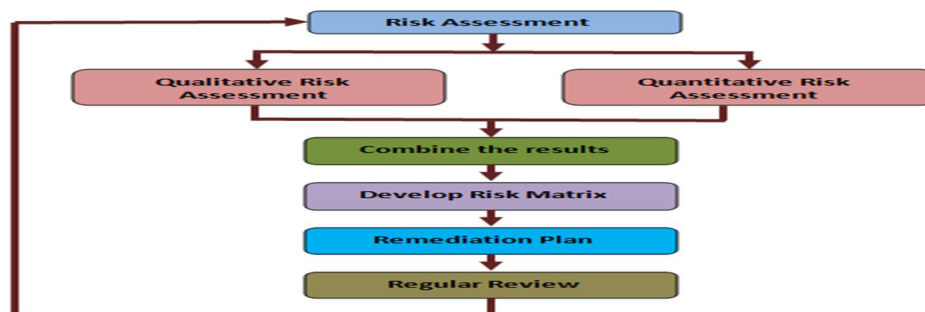 Risk Assessment
Qualitative Risk
Assessment
Quantitative Risk
Assessment
Combine the results
Develop Risk Matrix
Remediation Plan
Regular Review